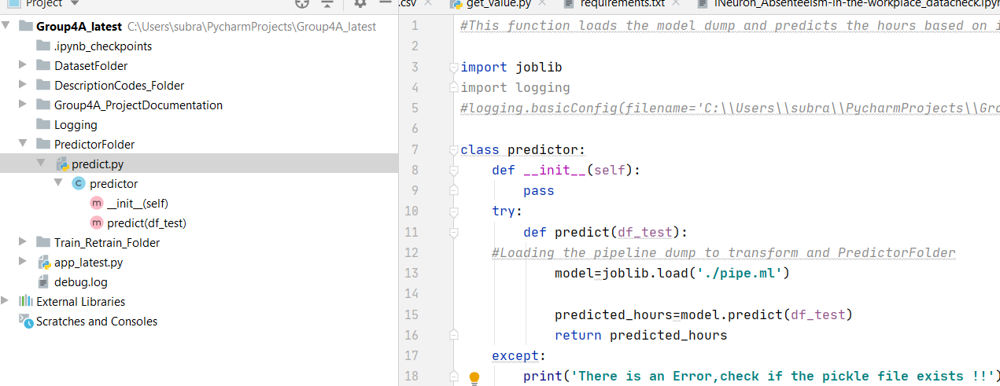 Project
.csv
get_value.py
requirements.txt
INeuron_Absenteeism-in-the-workplace_datacheck.ipyn
Group4A_latest C:\Users\subra\PycharmProjects\Group4A_latest
.ipynb_checkpoints
DatasetFolder
DescriptionCodes_Folder
Group4A_ProjectDocumentation
Logging
PredictorFolder
predict.py
predictor
__init__(self)
predict(df_test)
Train_Retrain_Folder
app_latest.py
debug.log
External Libraries
Scratches and Consoles
1 #This function loads the model dump and predicts the hours based on i
2
3 import joblib
4 import logging
5 #logging.basicConfig(filename='C:\\Users\\subra\\PycharmProjects\\Gro
6
7 class predictor:
8 def __init__(self):
9 pass
10 try:
11 def predict(df_test):
12 #Loading the pipeline dump to transform and PredictorFolder
13 model=joblib.load('./pipe.ml')
14
15 predicted_hours=model.predict(df_test)
16 return predicted_hours
17 except:
18 print('There is an Error,check if the pickle file exists !!')